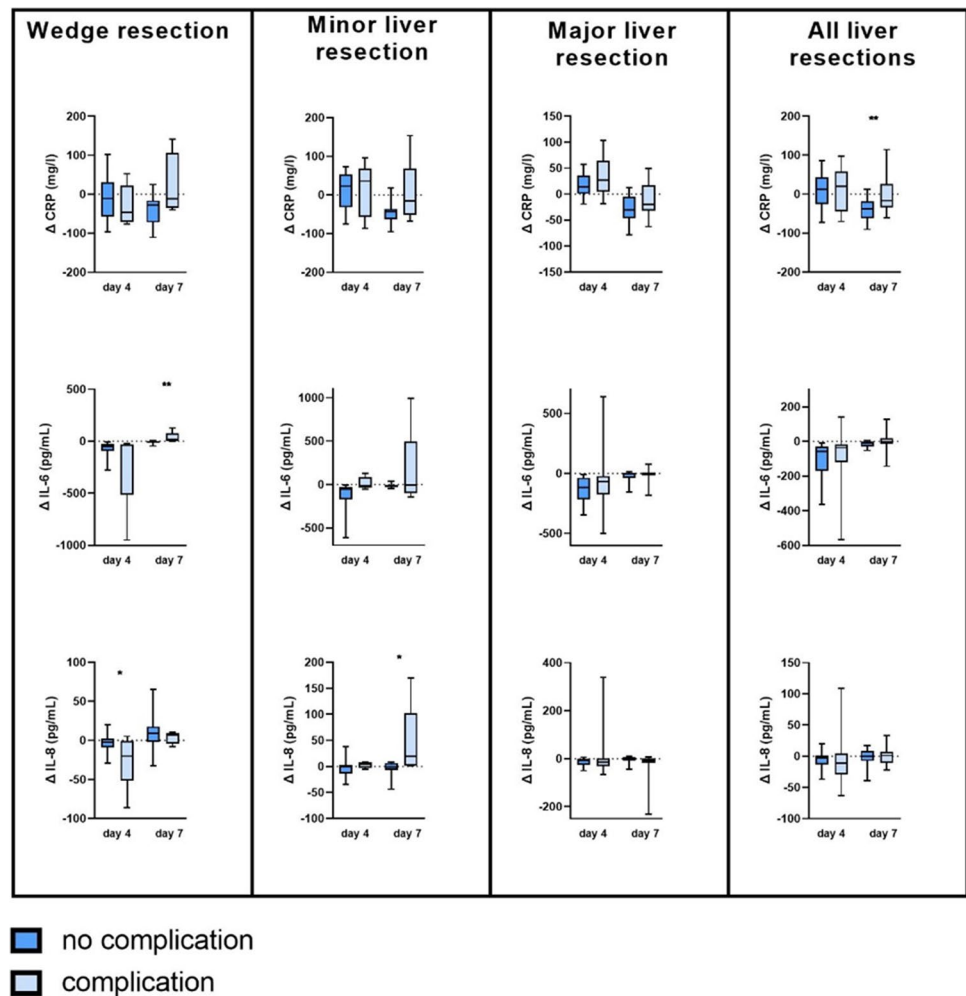 Wedge resection
Minor liver
resection
Major liver
resection
All liver
resections
200
100
0
-100
-200
Δ CRP (mg/l)
day 4
day 7
200
100
0
-100
-200
Δ CRP (mg/l)
day 4
day 7
150
100
50
0
-50
-100
-150
Δ CRP (mg/l)
day 4
day 7
**
200
100
0
-100
-200
Δ CRP (mg/l)
day 4
day 7
**
500
0
-500
-1000
Δ IL-6 (pg/mL)
day 4
day 7
1000
500
0
-500
Δ IL-6 (pg/mL)
day 4
day 7
500
0
-500
Δ IL-6 (pg/mL)
day 4
day 7
200
0
-200
-400
-600
Δ IL-6 (pg/mL)
day 4
day 7
*
100
50
0
-50
-100
Δ IL-8 (pg/mL)
day 4
day 7
*
200
150
100
50
0
-50
-100
Δ IL-8 (pg/mL)
day 4
day 7
400
200
0
-200
Δ IL-8 (pg/mL)
day 4
day 7
150
100
50
0
-50
-100
Δ IL-8 (pg/mL)
day 4
day 7
no complication
complication